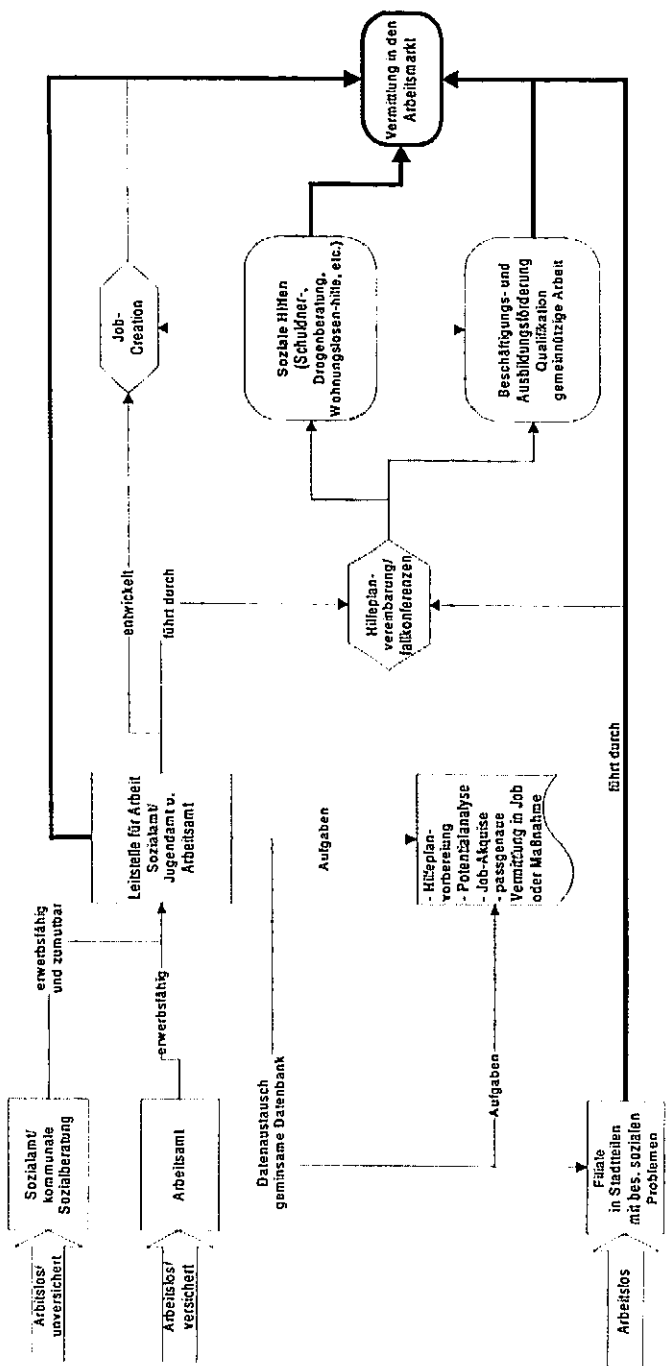 Arbitslos/
unversichert
Sozialamt/
kommunale
Sozialberatung
erwerbsfähig
und zumutbar
Arbeitslos/
versichert
Arbeitsamt
erwerbsfähig
Leitstelle für Arbeit
Sozialamt/
Jugendamt u.
Arbeitsamt
entwickelt
führt durch
Job-
Creation
Datenaustausch
geminsame Datenbank
Aufgaben
Aufgaben
- Hilfeplan-
vorbereiung
- Potentialanalyse
- Job-Akquise
- passgenaue
Vermittlung in Job
oder Maßnahme
Hilfeplan-
vereinbarung/
fallkonferenzen
Soziale Hilfen
(Schuldner-,
Drogenberatung,
Wohnungslosen-hilfe, etc.)
Beschäftigungs- und
Ausbildungsförderung
Qualifikation
gemeinnützige Arbeit
Vermittlung in den
Arbeitsmarkt
Arbeitslos
Filiale
in Stadtteilen
mit bes. sozialen
Problemen
führt durch